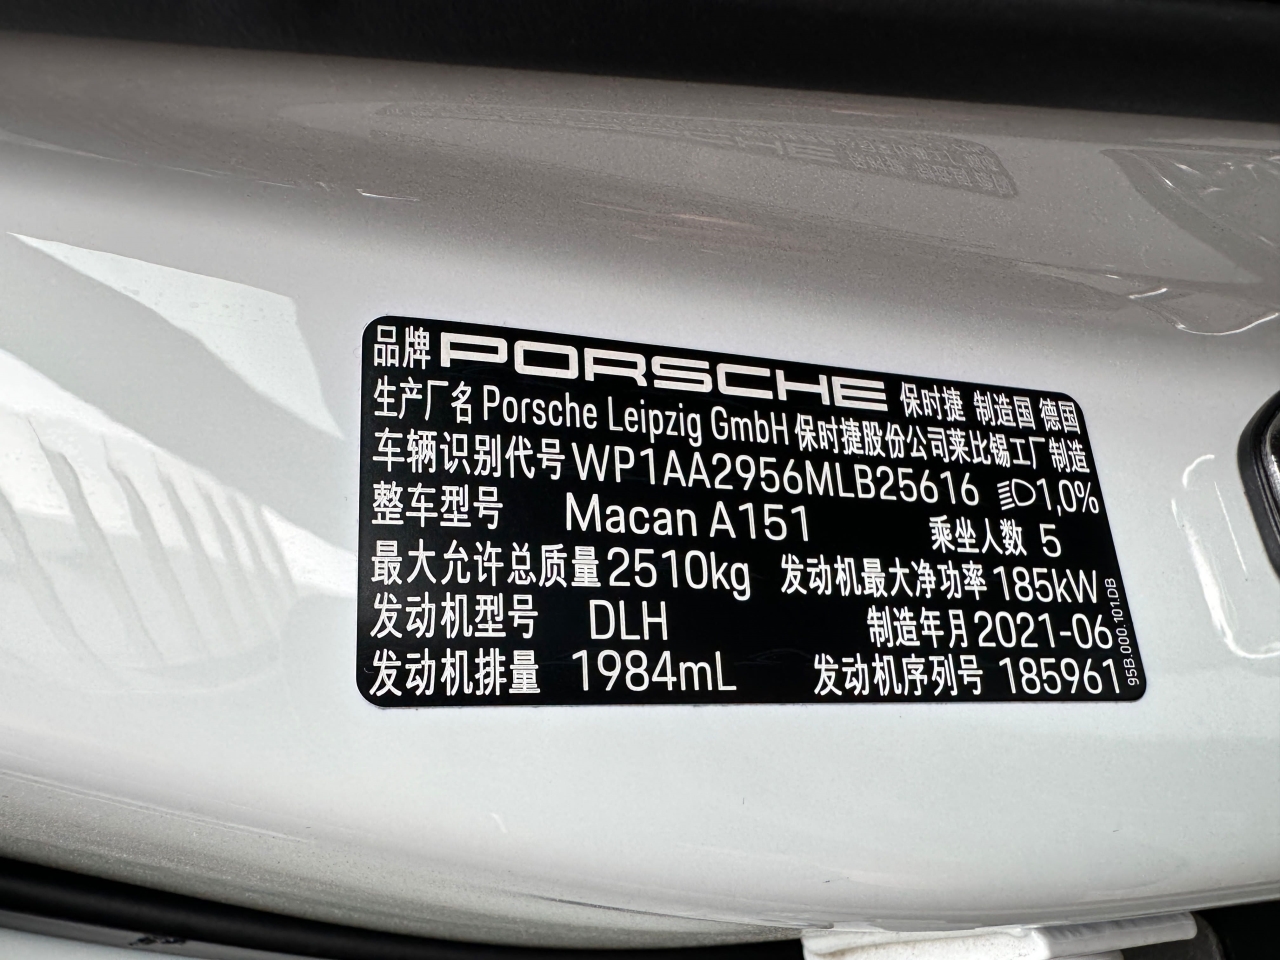 品牌 PORSCHE 保时捷 制造国 德国
生产厂名 Porsche Leipzig GmbH 保时捷股份公司莱比锡工厂制造
车辆识别代号 WP1AA2956MLB25616 1,0%
整车型号 Macan A151 乘坐人数 5
最大允许总质量 2510kg 发动机最大净功率 185kW
发动机型号 DLH 制造年月 2021-06
发动机排量 1984mL 发动机序列号 185961
95B.000.101.DB